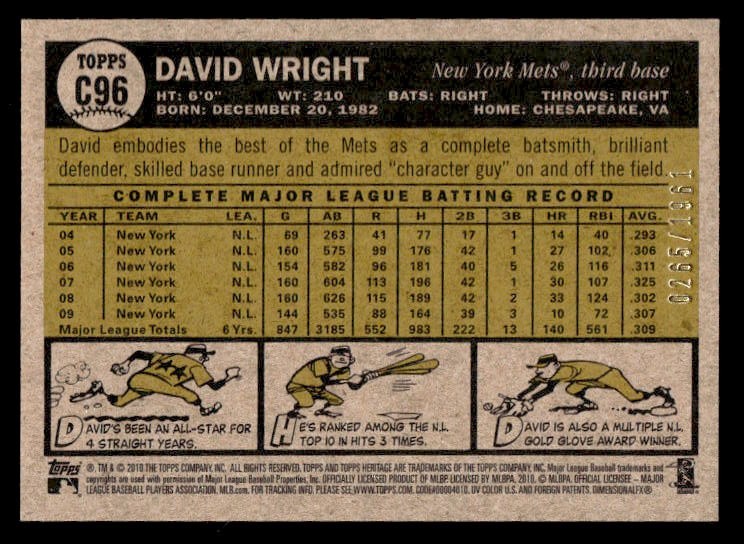 TOPPS
C96
DAVID WRIGHT New York Mets®, third base
HT: 6'0" WT: 210 BATS: RIGHT THROWS: RIGHT
BORN: DECEMBER 20, 1982 HOME: CHESAPEAKE, VA
David embodies the best of the Mets as a complete batsmith, brilliant
defender, skilled base runner and admired "character guy" on and off the field.
0265/1961
COMPLETE MAJOR LEAGUE BATTING RECORD
YEAR TEAM LEA. G AB R H 2B 3B HR RBI AVG.
04 New York N.L. 69 263 41 77 17 1 14 40 .293
05 New York N.L. 160 575 99 176 42 1 27 102 .306
06 New York N.L. 154 582 96 181 40 5 26 116 .311
07 New York N.L. 160 604 113 196 42 1 30 107 .325
08 New York N.L. 160 626 115 189 42 2 33 124 .302
09 New York N.L. 144 535 88 164 39 3 10 72 .307
Major League Totals 6 Yrs. 847 3185 552 983 222 13 140 561 .309
DAVID'S BEEN AN ALL-STAR FOR
4 STRAIGHT YEARS.
HE'S RANKED AMONG THE N.L.
TOP 10 IN HITS 3 TIMES.
DAVID IS ALSO A MULTIPLE N.L.
GOLD GLOVE AWARD WINNER.
Topps ®, TM & © 2010 THE TOPPS COMPANY, INC. ALL RIGHTS RESERVED. TOPPS AND TOPPS HERITAGE ARE TRADEMARKS OF THE TOPPS COMPANY, INC. Major League Baseball trademarks and
copyrights are used with permission of Major League Baseball Properties, Inc. OFFICIALLY LICENSED PRODUCT OF MLBP. LICENSED BY MLBPA, 2010. © MLBPA, OFFICIAL LICENSEE – MAJOR
LEAGUE BASEBALL PLAYERS ASSOCIATION, MLB.com. FOR TRACKING INFO. PLEASE SEE WWW.TOPPS.COM. CODE#00004010. UV COLOR U.S. AND FOREIGN PATENTS. DIMENSIONALFX®